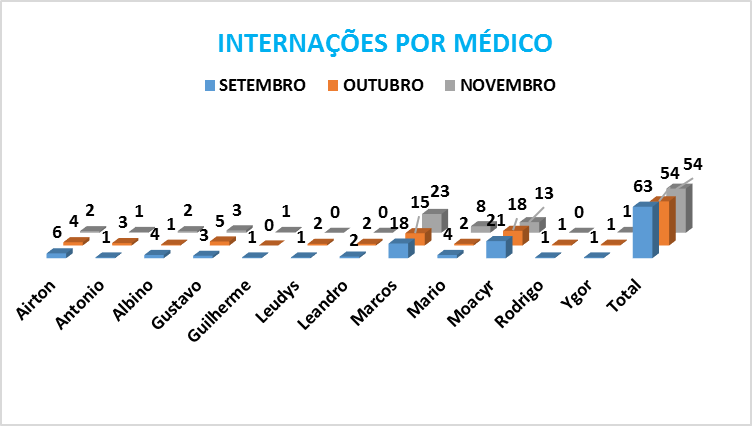 INTERNAÇÕES POR MÉDICO
SETEMBRO OUTUBRO NOVEMBRO
6 4 2 1 3 1 4 1 2 3 5 3 1 0 1 1 2 0 2 2 0 18 15 23 4 2 8 21 18 13 1 1 0 1 1 1 63 54 54
Airton Antonio Albino Gustavo Guilherme Leudys Leandro Marcos Mario Moacyr Rodrigo Ygor Total